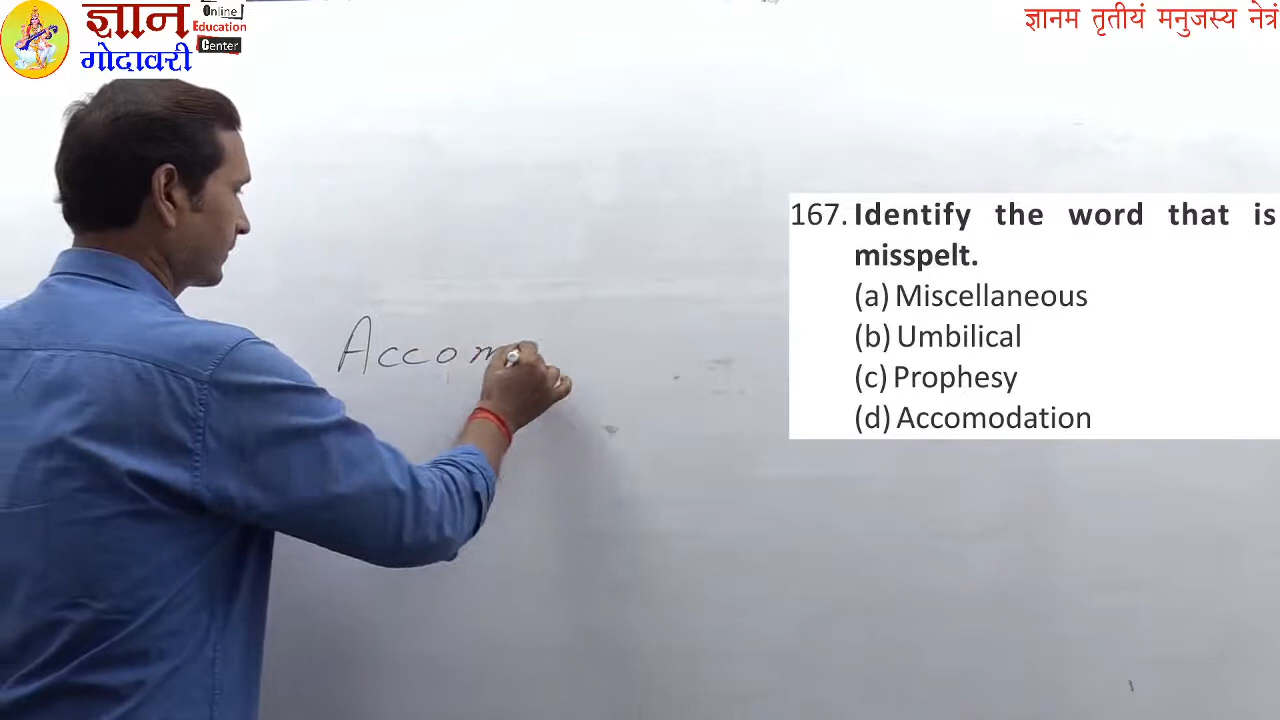 ज्ञान
गोदावरी
Online
Education
Center
ज्ञानम तृतीयं मनुजस्य नेत्रं
Accom
167. Identify the word that is
misspelt.
(a) Miscellaneous
(b) Umbilical
(c) Prophesy
(d) Accomodation